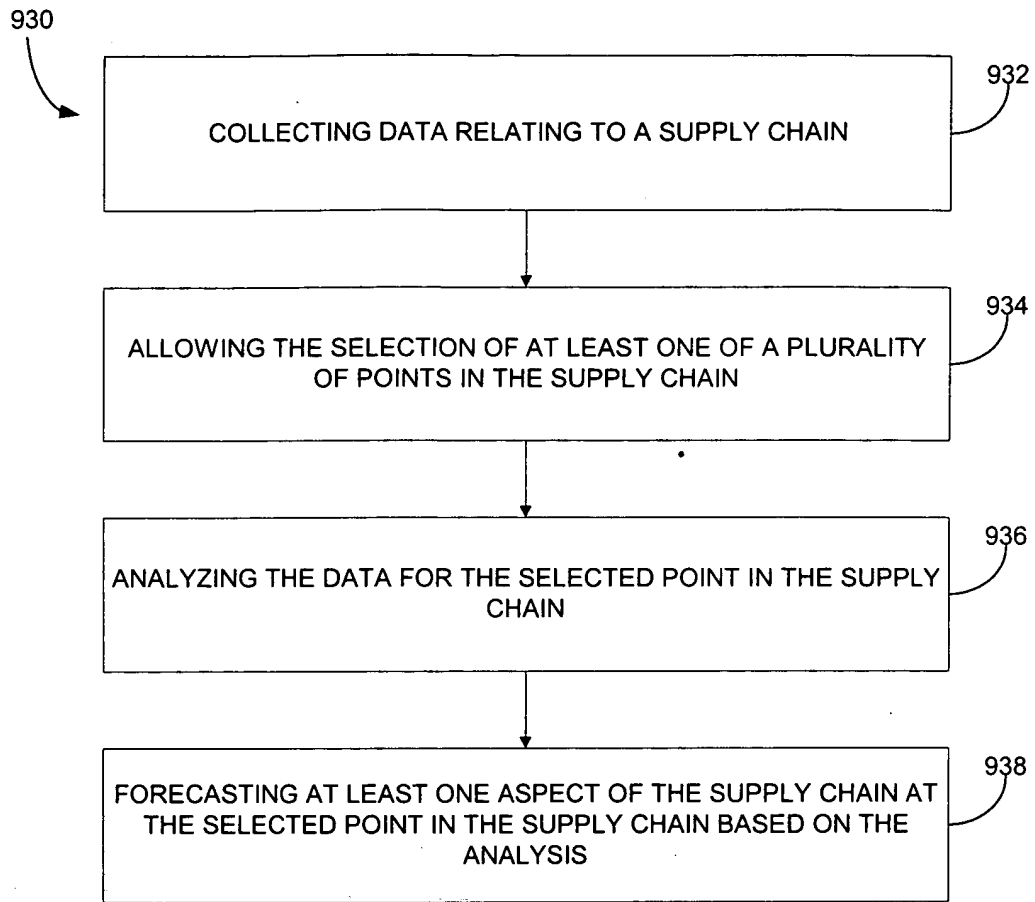 930
932
COLLECTING DATA RELATING TO A SUPPLY CHAIN
934
ALLOWING THE SELECTION OF AT LEAST ONE OF A PLURALITY
OF POINTS IN THE SUPPLY CHAIN
936
ANALYZING THE DATA FOR THE SELECTED POINT IN THE SUPPLY
CHAIN
938
FORECASTING AT LEAST ONE ASPECT OF THE SUPPLY CHAIN AT
THE SELECTED POINT IN THE SUPPLY CHAIN BASED ON THE
ANALYSIS